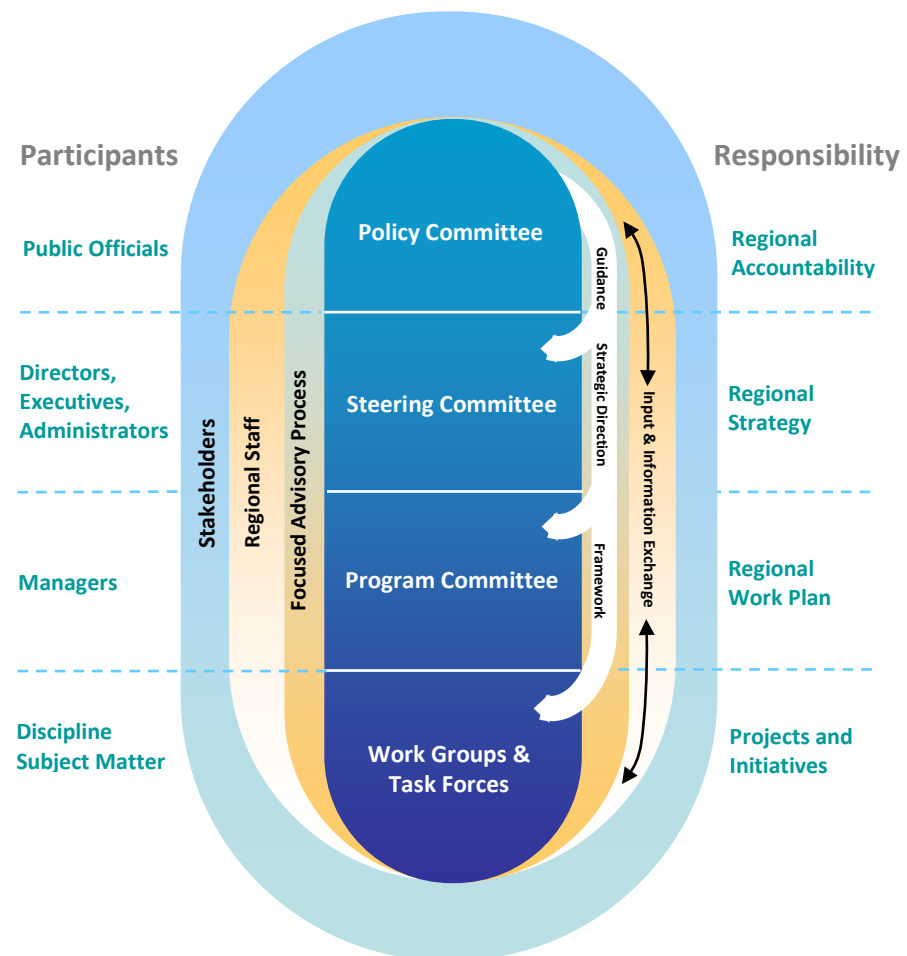 Participants
Responsibility
Public Officials
Policy Committee
Regional
Accountability
Guidance
Directors,
Executives,
Administrators
Steering Committee
Strategic Direction
Regional
Strategy
Stakeholders
Regional Staff
Focused Advisory Process
Input & Information Exchange
Managers
Program Committee
Framework
Regional
Work Plan
Discipline
Subject Matter
Work Groups &
Task Forces
Projects and
Initiatives